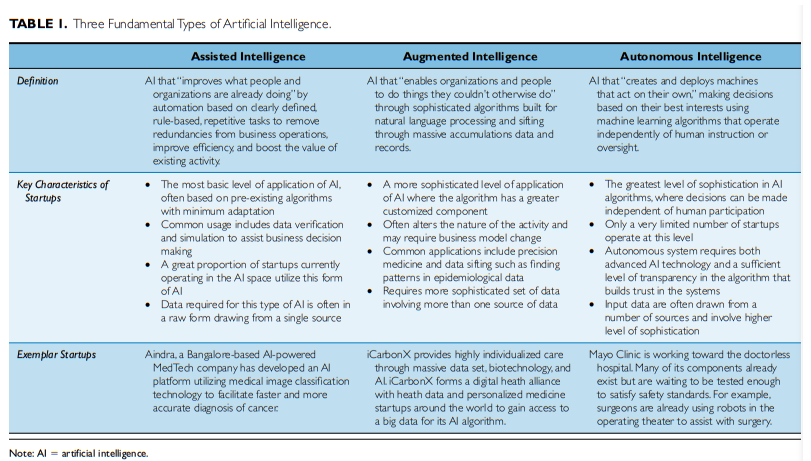 TABLE 1. Three Fundamental Types of Artificial Intelligence.
Assisted Intelligence
Augmented Intelligence
Autonomous Intelligence
Definition
AI that “improves what people and
organizations are already doing” by
automation based on clearly defined,
rule-based, repetitive tasks to remove
redundancies from business operations,
improve efficiency, and boost the value of
existing activity.
AI that “enables organizations and people
to do things they couldn’t otherwise do”
through sophisticated algorithms built for
natural language processing and sifting
through massive accumulations data and
records.
AI that “creates and deploys machines
that act on their own,” making decisions
based on their best interests using
machine learning algorithms that operate
independently of human instruction or
oversight.
Key Characteristics of
Startups
• The most basic level of application of AI,
often based on pre-existing algorithms
with minimum adaptation
• Common usage includes data verification
and simulation to assist business decision
making
• A great proportion of startups currently
operating in the AI space utilize this form
of AI
• Data required for this type of AI is often in
a raw form drawing from a single source
• A more sophisticated level of application
of AI where the algorithm has a greater
customized component
• Often alters the nature of the activity and
may require business model change
• Common applications include precision
medicine and data sifting such as finding
patterns in epidemiological data
• Requires more sophisticated set of data
involving more than one source of data
• The greatest level of sophistication in AI
algorithms, where decisions can be made
independent of human participation
• Only a very limited number of startups
operate at this level
• Autonomous system requires both
advanced AI technology and a sufficient
level of transparency in the algorithm that
builds trust in the systems
• Input data are often drawn from a
number of sources and involve higher
level of sophistication
Exemplar Startups
Aindra, a Bangalore-based AI-powered
MedTech company has developed an AI
platform utilizing medical image classification
technology to facilitate faster and more
accurate diagnosis of cancer.
iCarbonX provides highly individualized care
through massive data set, biotechnology, and
AI. iCarbonX forms a digital heath alliance
with heath data and personalized medicine
startups around the world to gain access to
a big data for its AI algorithm.
Mayo Clinic is working toward the doctorless
hospital. Many of its components already
exist but are waiting to be tested enough
to satisfy safety standards. For example,
surgeons are already using robots in the
operating theater to assist with surgery.
Note: AI = artificial intelligence.